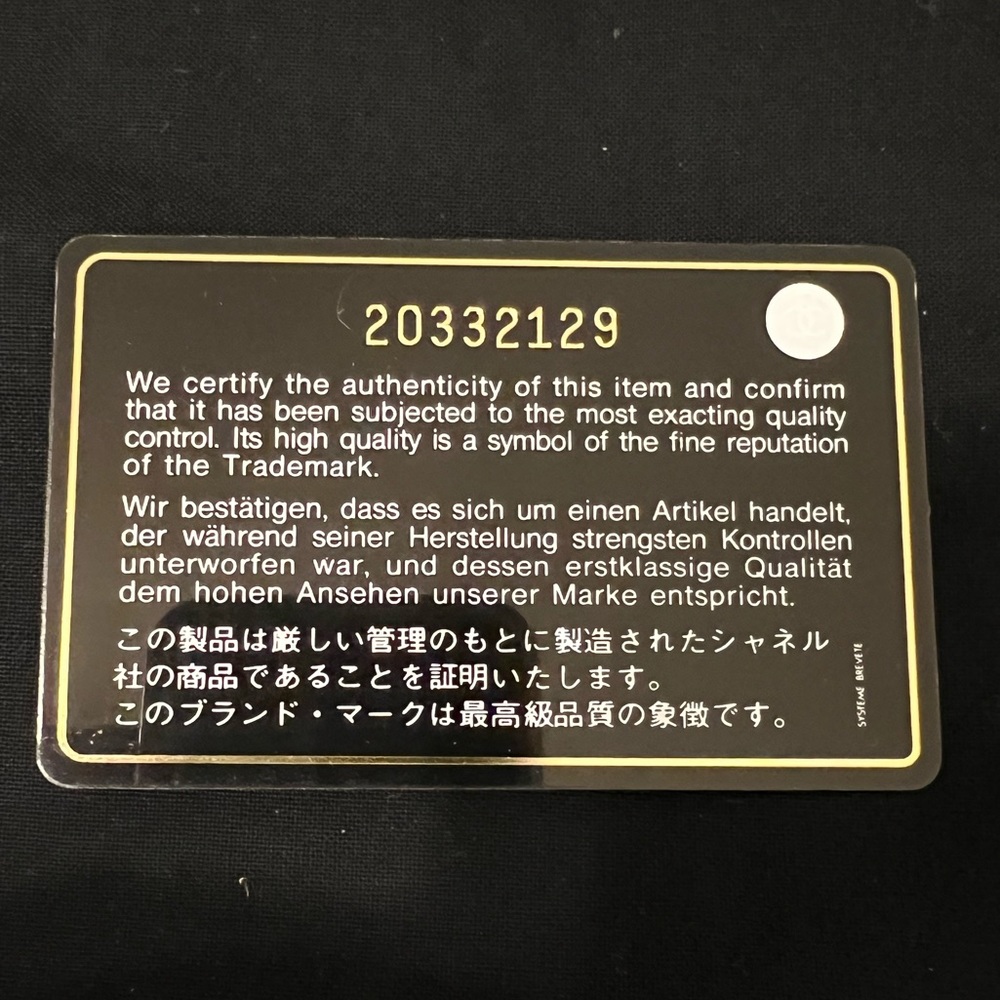 20332129
We certify the authenticity of this item and confirm
that it has been subjected to the most exacting quality
control. Its high quality is a symbol of the fine reputation
of the Trademark.
Wir bestätigen, dass es sich um einen Artikel handelt,
der während seiner Herstellung strengsten Kontrollen
unterworfen war, und dessen erstklassige Qualität
dem hohen Ansehen unserer Marke entspricht.
この製品は厳しい管理のもとに製造されたシャネル
社の商品であることを証明いたします。
このブランド・マークは最高級品質の象徴です。
SYSTEME BREVETE